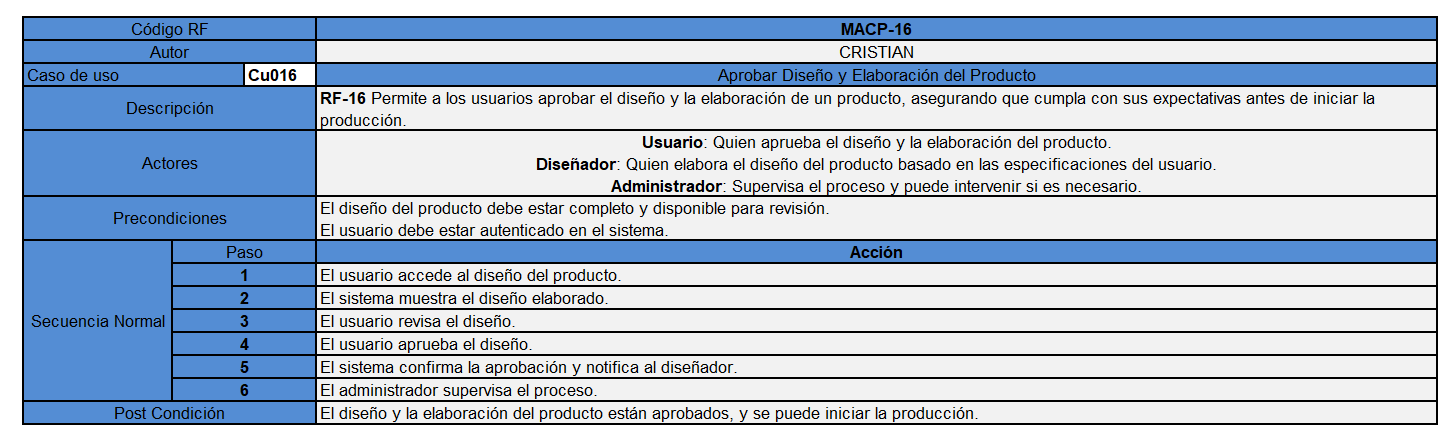 Código RF MACP-16
Autor CRISTIAN
Caso de uso Cu016 Aprobar Diseño y Elaboración del Producto
Descripción
RF-16 Permite a los usuarios aprobar el diseño y la elaboración de un producto, asegurando que cumpla con sus expectativas antes de iniciar la
producción.
Actores
Usuario: Quien aprueba el diseño y la elaboración del producto.
Diseñador: Quien elabora el diseño del producto basado en las especificaciones del usuario.
Administrador: Supervisa el proceso y puede intervenir si es necesario.
Precondiciones
El diseño del producto debe estar completo y disponible para revisión.
El usuario debe estar autenticado en el sistema.
Secuencia Normal
Paso Acción
1 El usuario accede al diseño del producto.
2 El sistema muestra el diseño elaborado.
3 El usuario revisa el diseño.
4 El usuario aprueba el diseño.
5 El sistema confirma la aprobación y notifica al diseñador.
6 El administrador supervisa el proceso.
Post Condición El diseño y la elaboración del producto están aprobados, y se puede iniciar la producción.